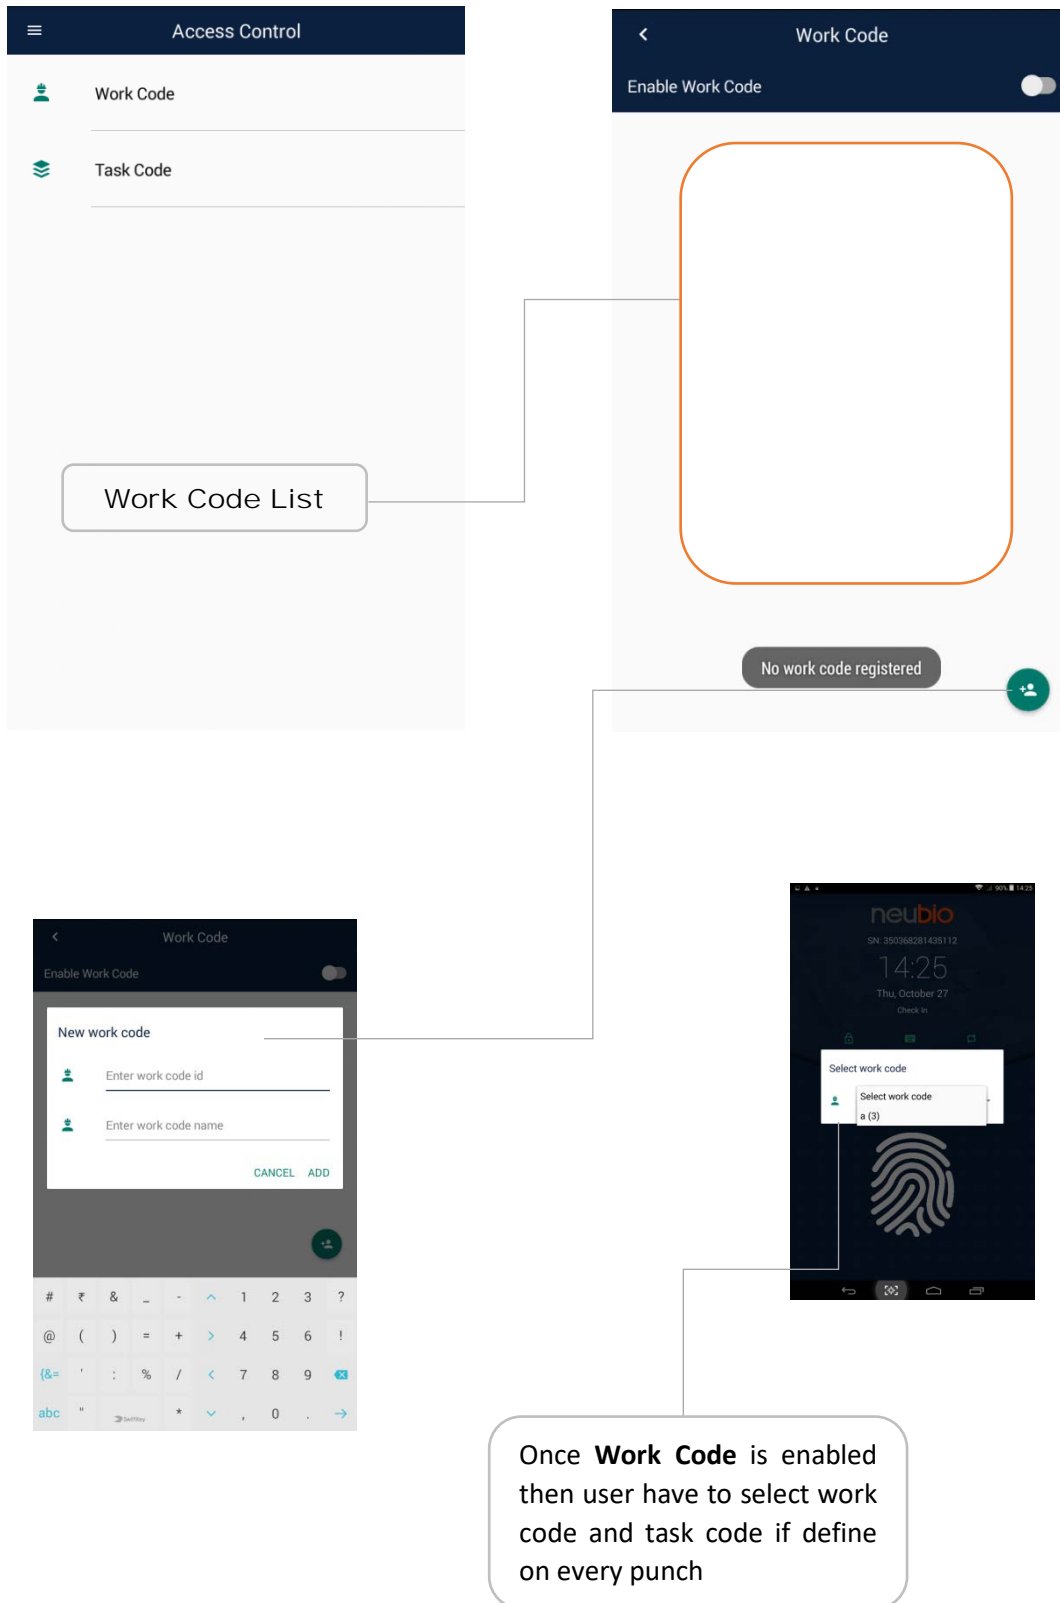 Access Control
Work Code
Task Code
Work Code List
Work Code
Enable Work Code
No work code registered
Work Code
Enable Work Code
New work code
Enter work code id
Enter work code name
CANCEL ADD
# ₹ & _ - ^ 1 2 3 ?
@ ( ) = + > 4 5 6 !
{&= ' : % / < 7 8 9
abc " SwiftKey * , 0 .
90% 14:25
neubio
SN: 350368281435112
14:25
Thu, October 27
Check In
Select work code
Select work code
a (3)
Once Work Code is enabled
then user have to select work
code and task code if define
on every punch